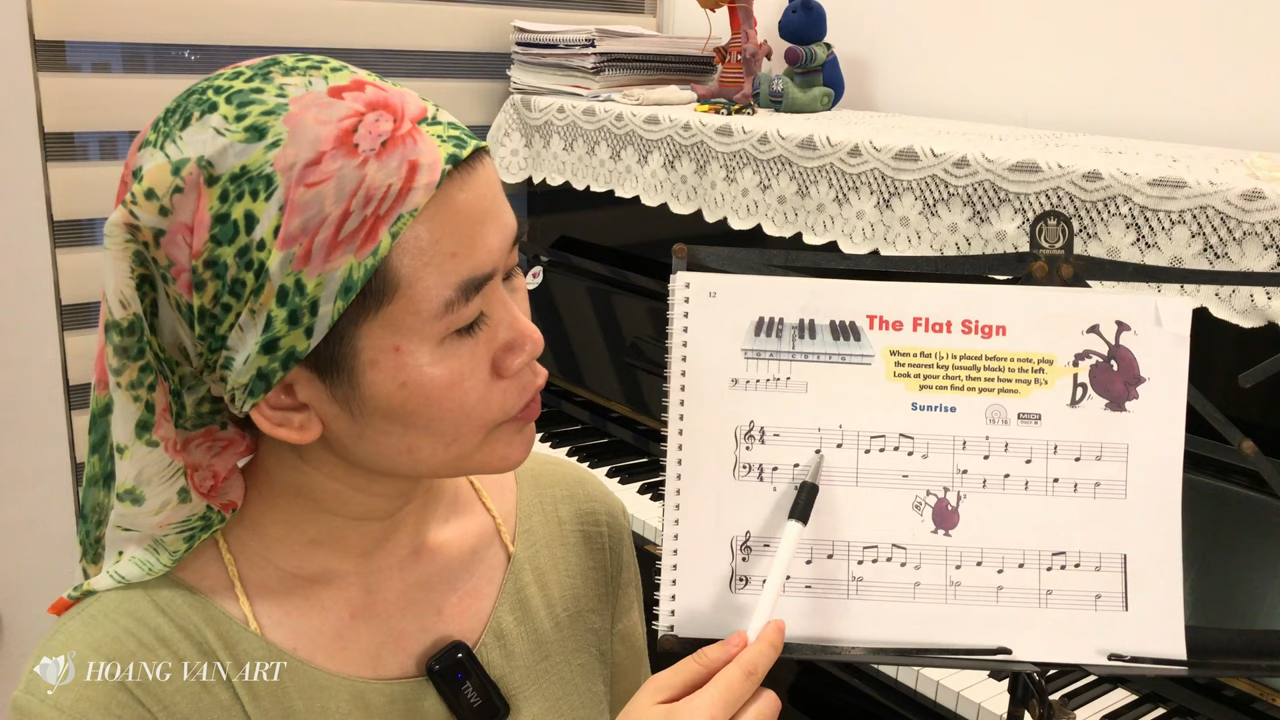 12
The Flat Sign
When a flat (♭) is placed before a note, play
the nearest key (usually black) to the left.
Look at your chart, then see how may B♭'s
you can find on your piano.
Sunrise
15/16
MIDI
TNVI
HOANG VAN ART